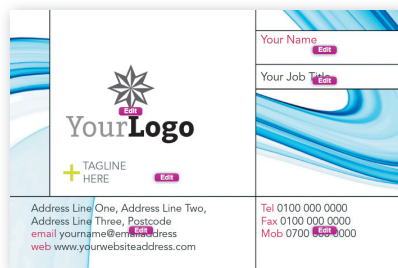 Your Name
Edit
Your Job Title
Edit
Edit
YourLogo
TAGLINE
HERE
Edit
Address Line One, Address Line Two,
Address Line Three, Postcode
email yourname@emailaddress
Edit
web www.yourwebsiteaddress.com
Tel 0100 000 0000
Fax 0100 000 0000
Mob 0700 000 0000
Edit